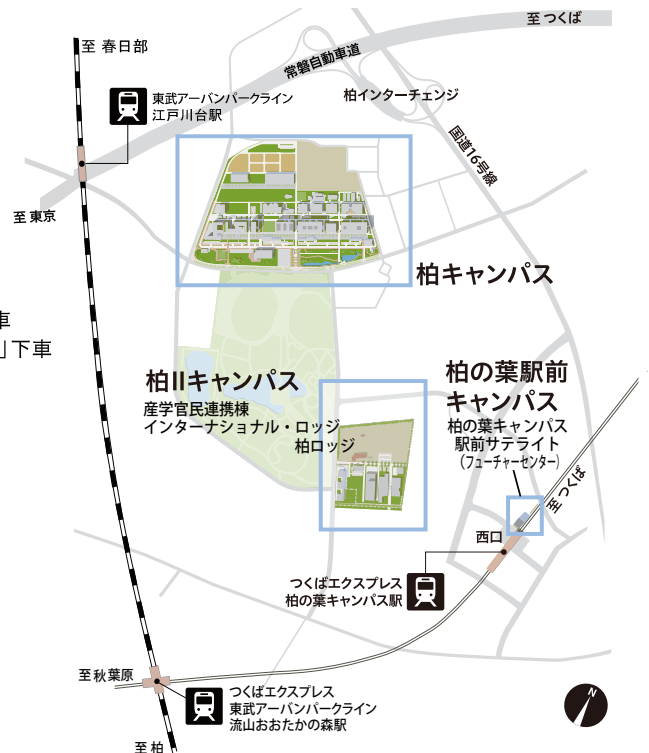 至 つくば
至 春日部
常磐自動車道
東武アーバンパークライン
江戸川台駅
柏インターチェンジ
国道16号線
至 東京
柏キャンパス
車
」下車
柏IIキャンパス
産学官民連携棟
インターナショナル・ロッジ
柏ロッジ
柏の葉駅前
キャンパス
柏の葉キャンパス
駅前サテライト
(フューチャーセンター)
至 つくば
西口
つくばエクスプレス
柏の葉キャンパス駅
至秋葉原
つくばエクスプレス
東武アーバンパークライン
流山おおたかの森駅
至 柏
N